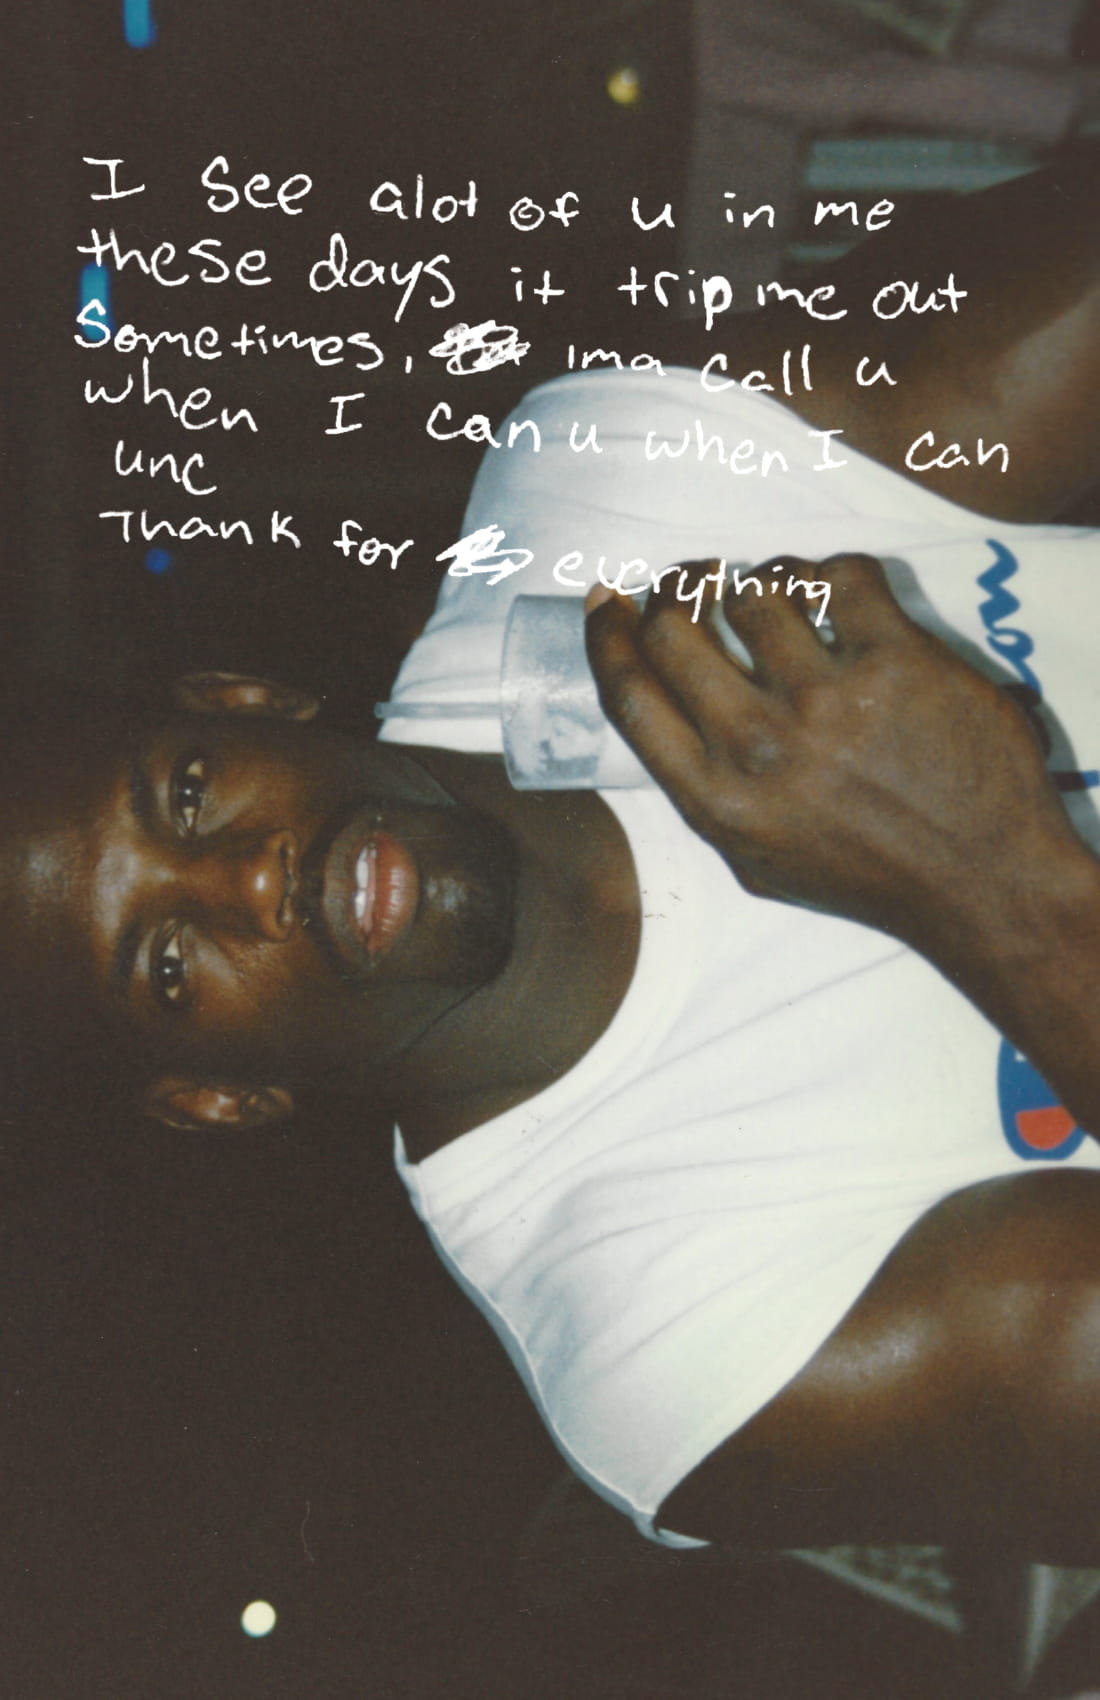 I See alot of u in me
these days it trip me out
Sometimes, ima call u
when I can u when I can
unc
Thank for everything